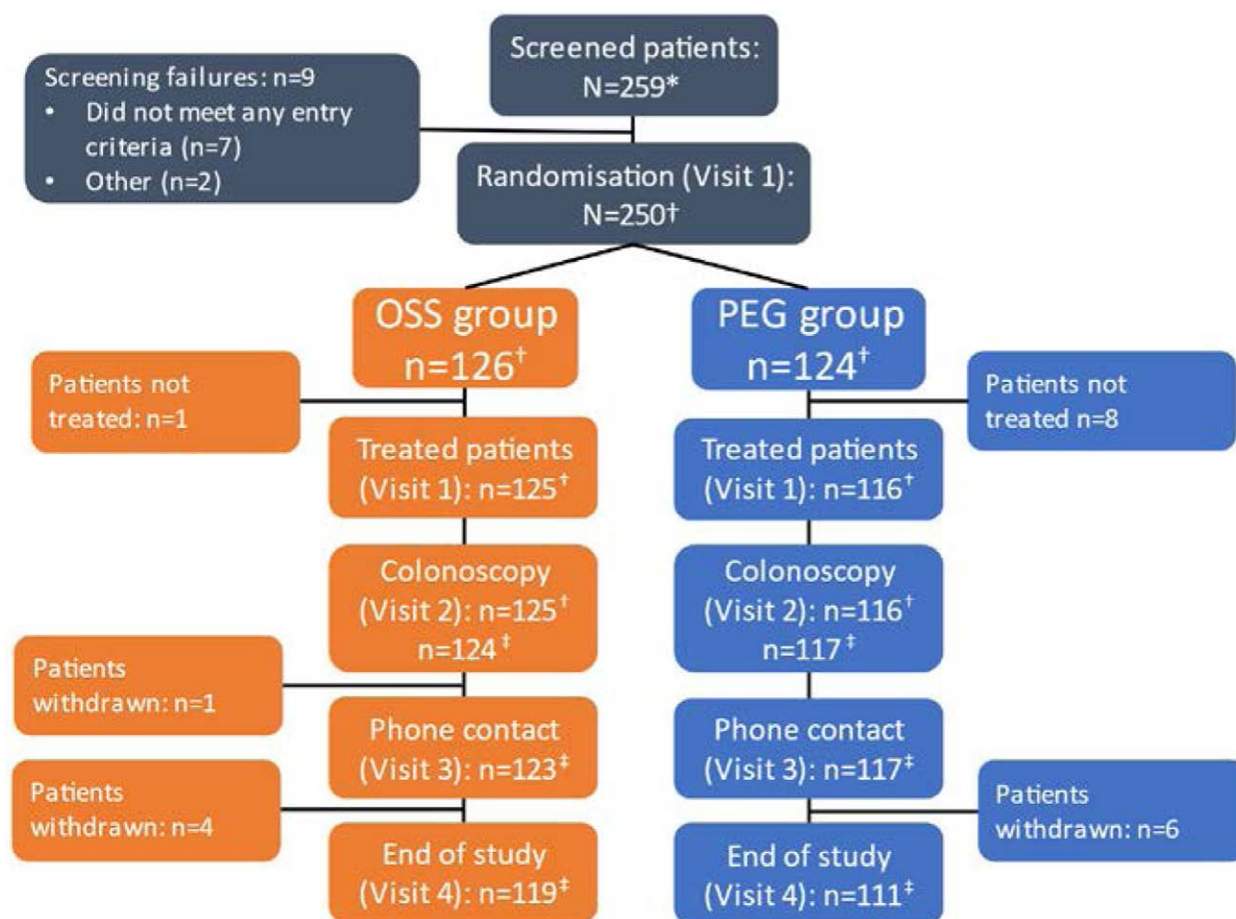 Screened patients:
N=259*
Screening failures: n=9
• Did not meet any entry
criteria (n=7)
• Other (n=2)
Randomisation (Visit 1):
N=250†
OSS group
n=126†
PEG group
n=124†
Patients not
treated: n=1
Patients not
treated n=8
Treated patients
(Visit 1): n=125†
Treated patients
(Visit 1): n=116†
Colonoscopy
(Visit 2): n=125†
n=124‡
Colonoscopy
(Visit 2): n=116†
n=117‡
Patients
withdrawn: n=1
Phone contact
(Visit 3): n=123‡
Phone contact
(Visit 3): n=117‡
Patients
withdrawn: n=4
Patients
withdrawn: n=6
End of study
(Visit 4): n=119‡
End of study
(Visit 4): n=111‡